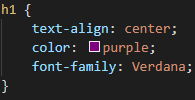 h1 {
    text-align: center;
    color: purple;
    font-family: Verdana;
}